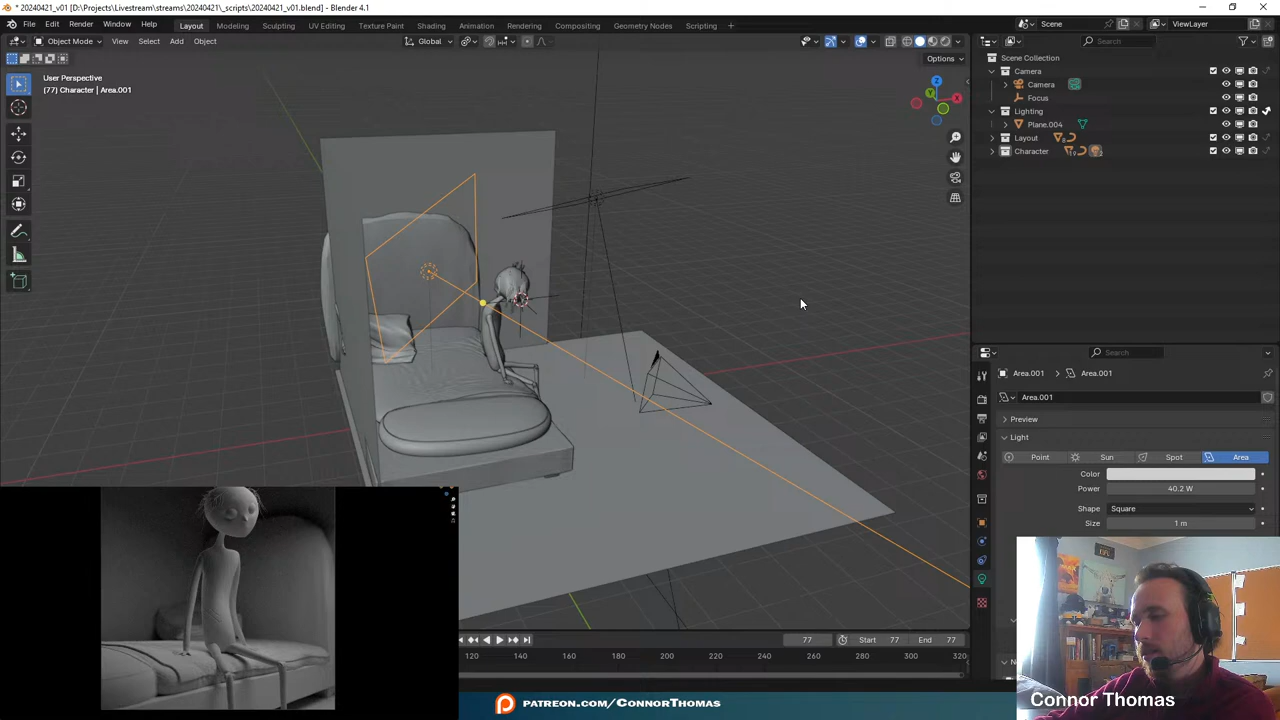 * 20240421_v01 [D:\Projects\Livestream\streams\20240421\_scripts\20240421_v01.blend] - Blender 4.1
File Edit Render Window Help Layout Modeling Sculpting UV Editing Texture Paint Shading Animation Rendering Compositing Geometry Nodes Scripting Scene ViewLayer
Object Mode View Select Add Object Global Search
Options
User Perspective
(77) Character | Area.001
Z
Y X
Scene Collection
Camera
Camera
Focus
Lighting
Plane.004
Layout
Character
Search
Area.001 Area.001
Area.001
Preview
Light
Point Sun Spot Area
Color
Power 40.2 W
Shape Square
Size 1 m
77 Start 77 End 77
120 140 160 180 200 220 240 260 280 300 320
PATREON.COM/CONNORTHOMAS
Connor Thomas